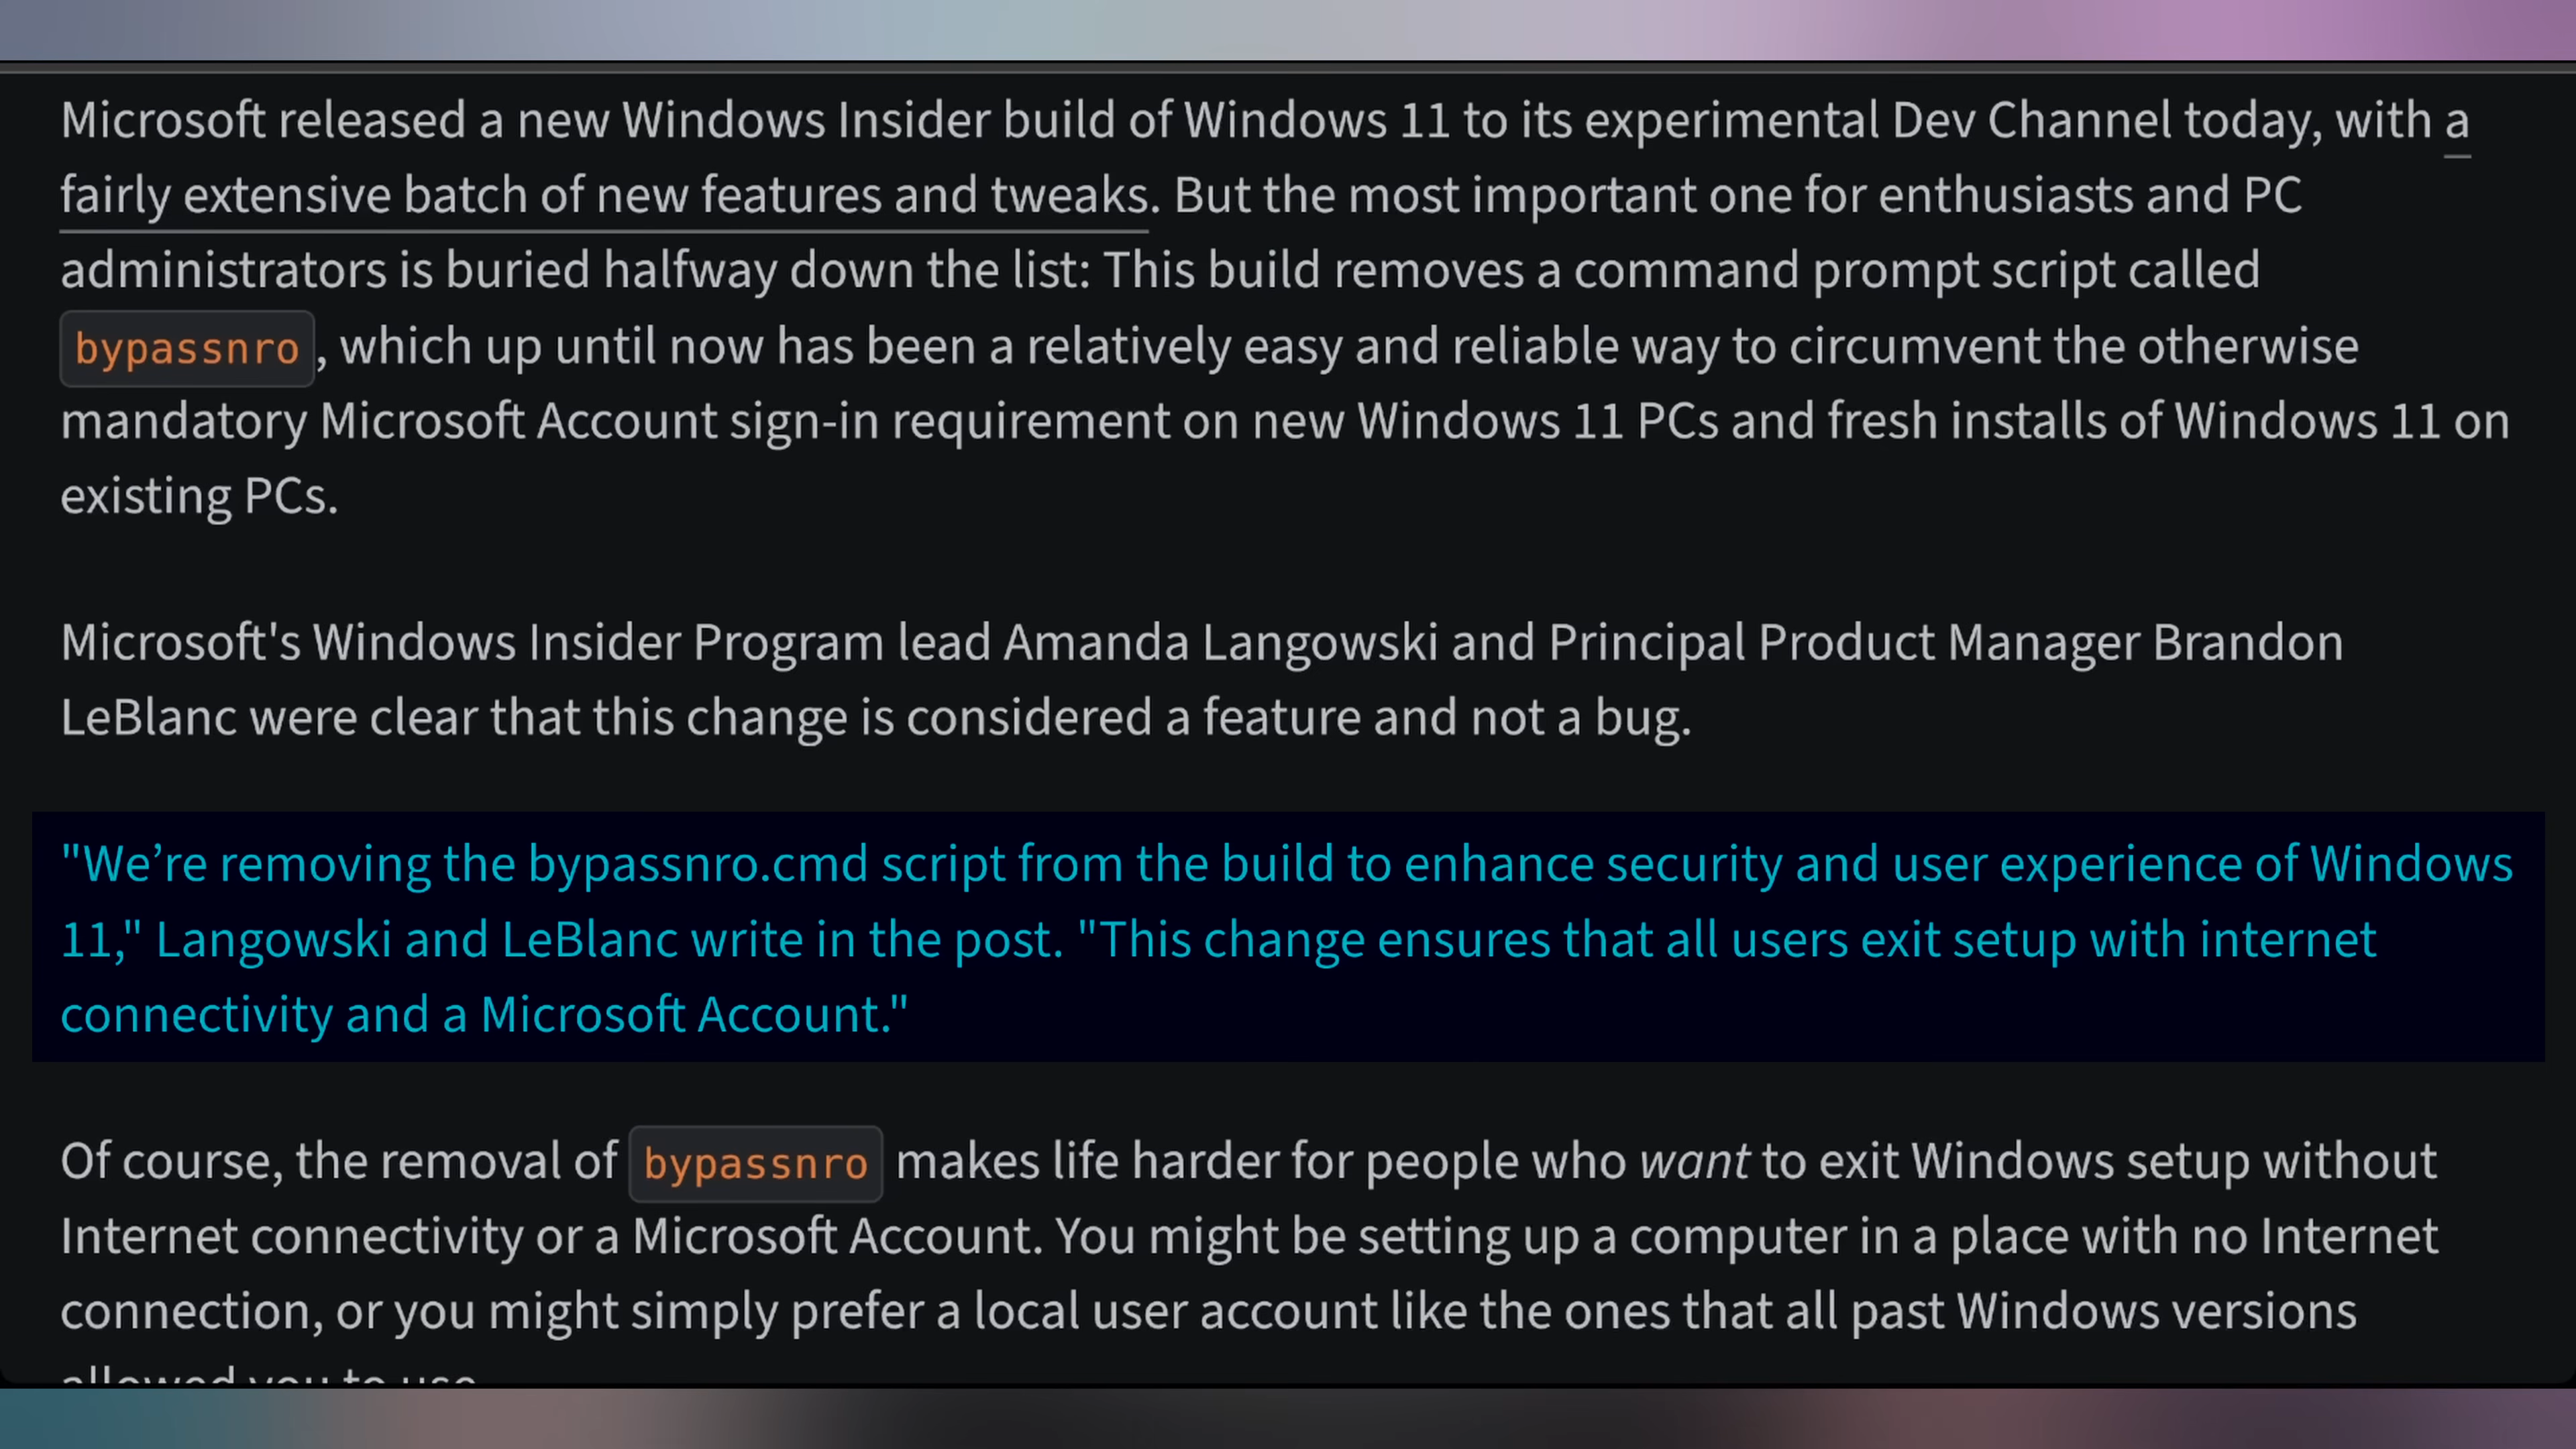 Microsoft released a new Windows Insider build of Windows 11 to its experimental Dev Channel today, with a
fairly extensive batch of new features and tweaks. But the most important one for enthusiasts and PC
administrators is buried halfway down the list: This build removes a command prompt script called
bypassnro, which up until now has been a relatively easy and reliable way to circumvent the otherwise
mandatory Microsoft Account sign-in requirement on new Windows 11 PCs and fresh installs of Windows 11 on
existing PCs.
Microsoft's Windows Insider Program lead Amanda Langowski and Principal Product Manager Brandon
LeBlanc were clear that this change is considered a feature and not a bug.
"We’re removing the bypassnro.cmd script from the build to enhance security and user experience of Windows
11," Langowski and LeBlanc write in the post. "This change ensures that all users exit setup with internet
connectivity and a Microsoft Account."
Of course, the removal of bypassnro makes life harder for people who want to exit Windows setup without
Internet connectivity or a Microsoft Account. You might be setting up a computer in a place with no Internet
connection, or you might simply prefer a local user account like the ones that all past Windows versions
allowed you to use